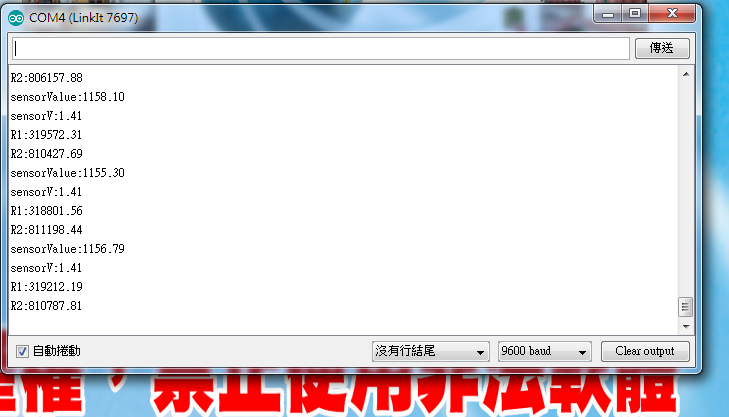 COM4 (LinkIt 7697)
傳送
R2:806157.88
sensorValue:1158.10
sensorV:1.41
R1:319572.31
R2:810427.69
sensorValue:1155.30
sensorV:1.41
R1:318801.56
R2:811198.44
sensorValue:1156.79
sensorV:1.41
R1:319212.19
R2:810787.81
自動捲動
沒有行結尾
9600 baud
Clear output
權，禁止使用非法軟體